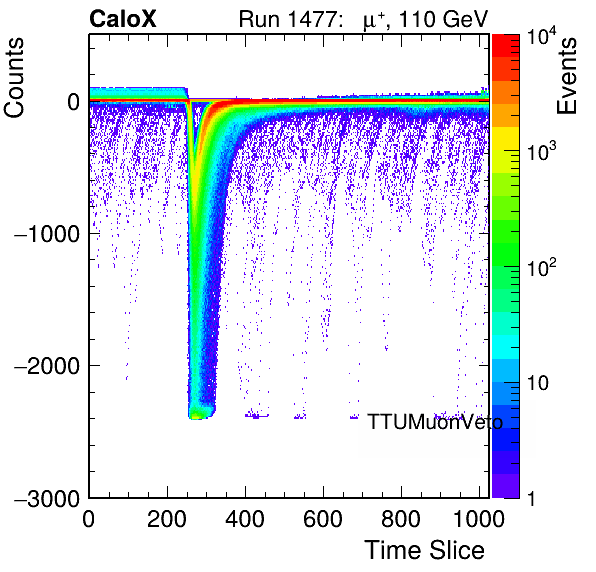 CaloX Run 1477: μ⁺, 110 GeV
Counts
0
−1000
−2000
−3000
0 200 400 600 800 1000
Time Slice
TTUMuonVeto
Events
10⁴
10³
10²
10
1